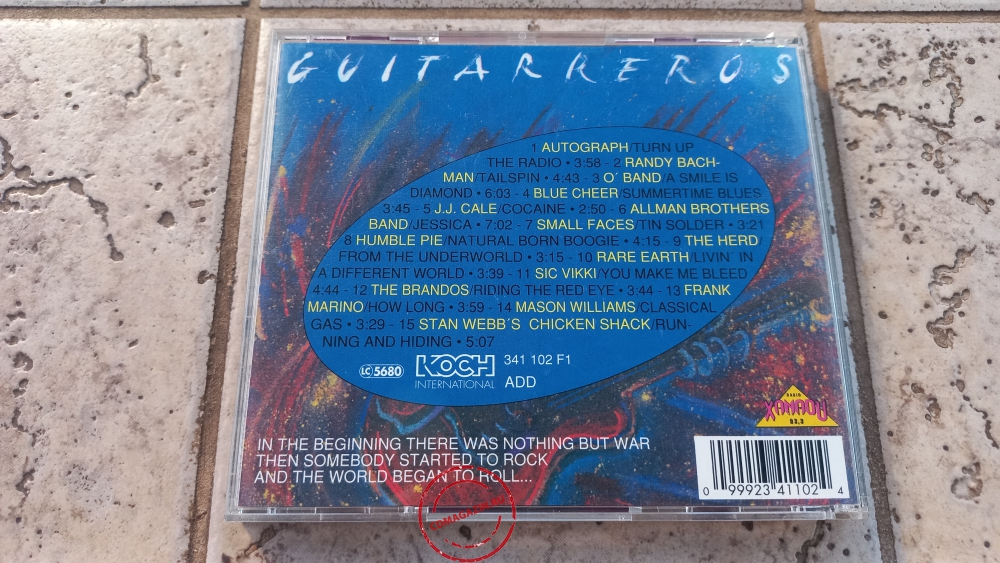 GUITARREROS
1 AUTOGRAPH/TURN UP
THE RADIO • 3:58 - 2 RANDY BACH-
MAN/TAILSPIN • 4:43 - 3 O´ BAND/A SMILE IS
DIAMOND • 6:03 - 4 BLUE CHEER/SUMMERTIME BLUES
3:45 - 5 J.J. CALE/COCAINE • 2:50 - 6 ALLMAN BROTHERS
BAND/JESSICA • 7:02 - 7 SMALL FACES/TIN SOLDER • 3:21
8 HUMBLE PIE/NATURAL BORN BOOGIE • 4:15 - 9 THE HERD/
FROM THE UNDERWORLD • 3:15 - 10 RARE EARTH/LIVIN´ IN
A DIFFERENT WORLD • 3:39 - 11 SIC VIKKI/YOU MAKE ME BLEED
4:44 - 12 THE BRANDOS/RIDING THE RED EYE • 3:44 - 13 FRANK
MARINO/HOW LONG • 3:59 - 14 MASON WILLIAMS/CLASSICAL
GAS • 3:29 - 15 STAN WEBB´S CHICKEN SHACK/RUN-
NING AND HIDING • 5:07
LC 5680
KOCH
INTERNATIONAL
341 102 F1
ADD
RADIO
XANADU
93,3
IN THE BEGINNING THERE WAS NOTHING BUT WAR
THEN SOMEBODY STARTED TO ROCK
AND THE WORLD BEGAN TO ROLL...
0 99923 41102 4